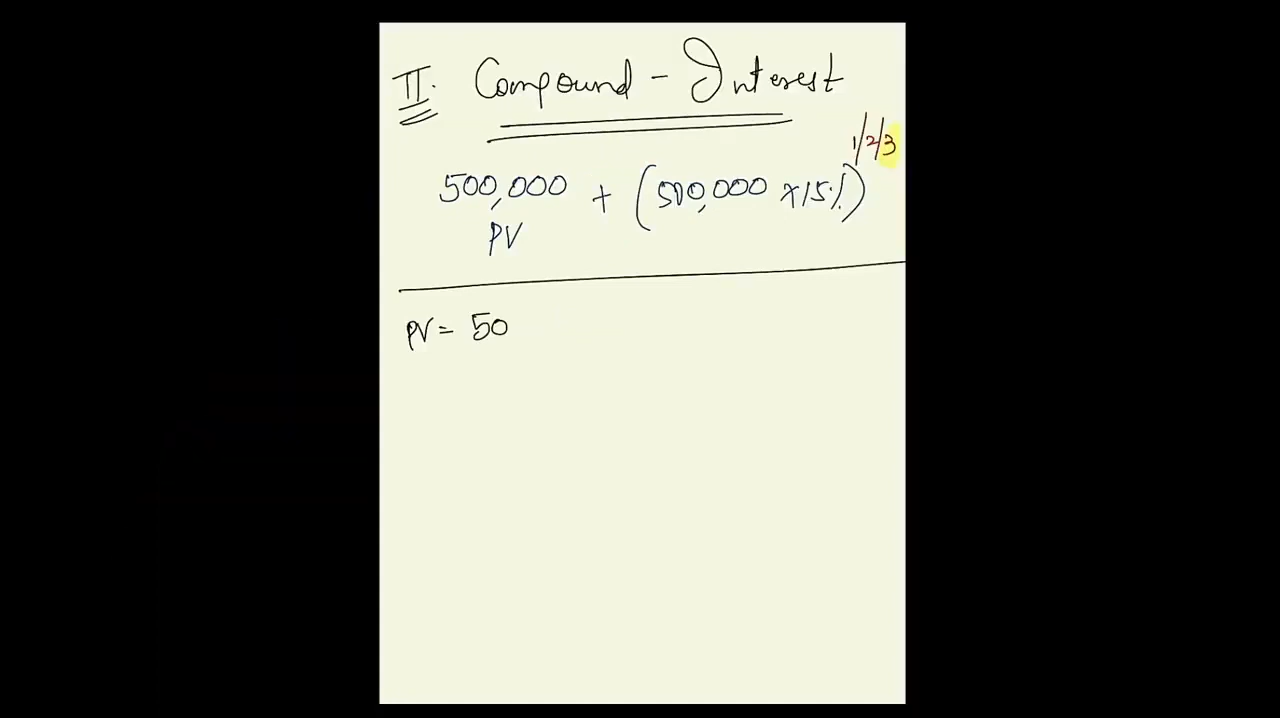 II. Compound - Interest
1/2/3
500,000 + (500,000 x 15%)
PV
PV = 50